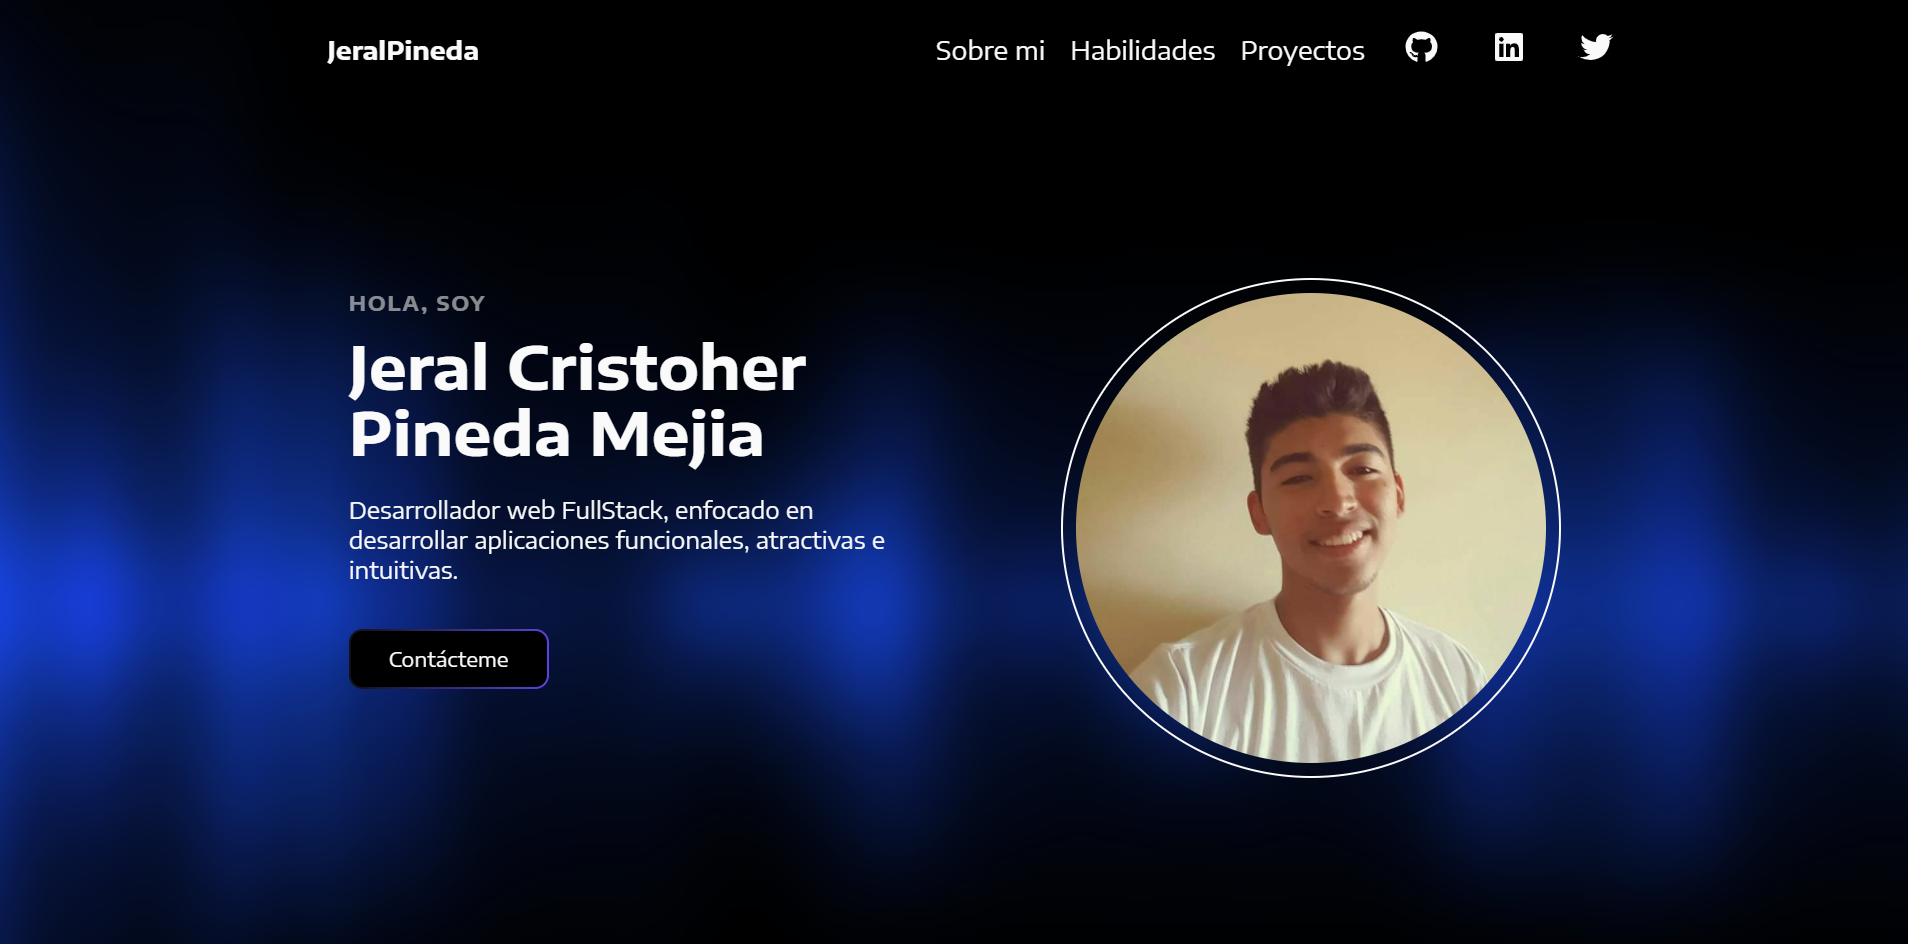 JeralPineda
Sobre mi Habilidades Proyectos in
HOLA, SOY
Jeral Cristoher
Pineda Mejia
Desarrollador web FullStack, enfocado en
desarrollar aplicaciones funcionales, atractivas e
intuitivas.
Contácteme